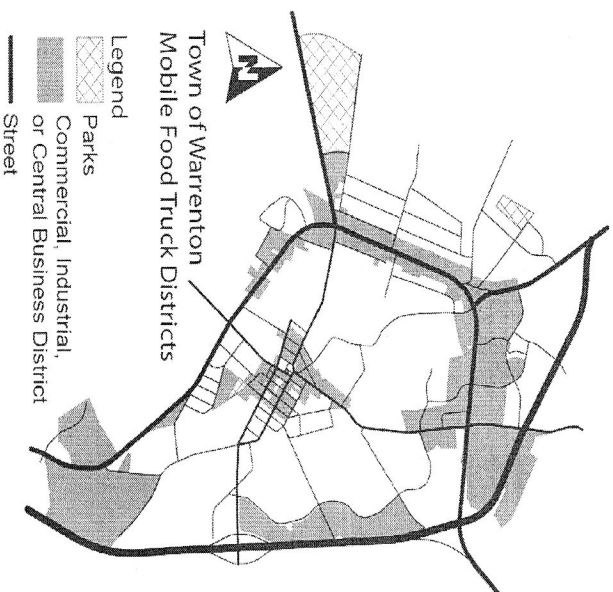 Town of Warrenton
Mobile Food Truck Districts
N
Legend
Parks
Commercial, Industrial,
or Central Business District
Street